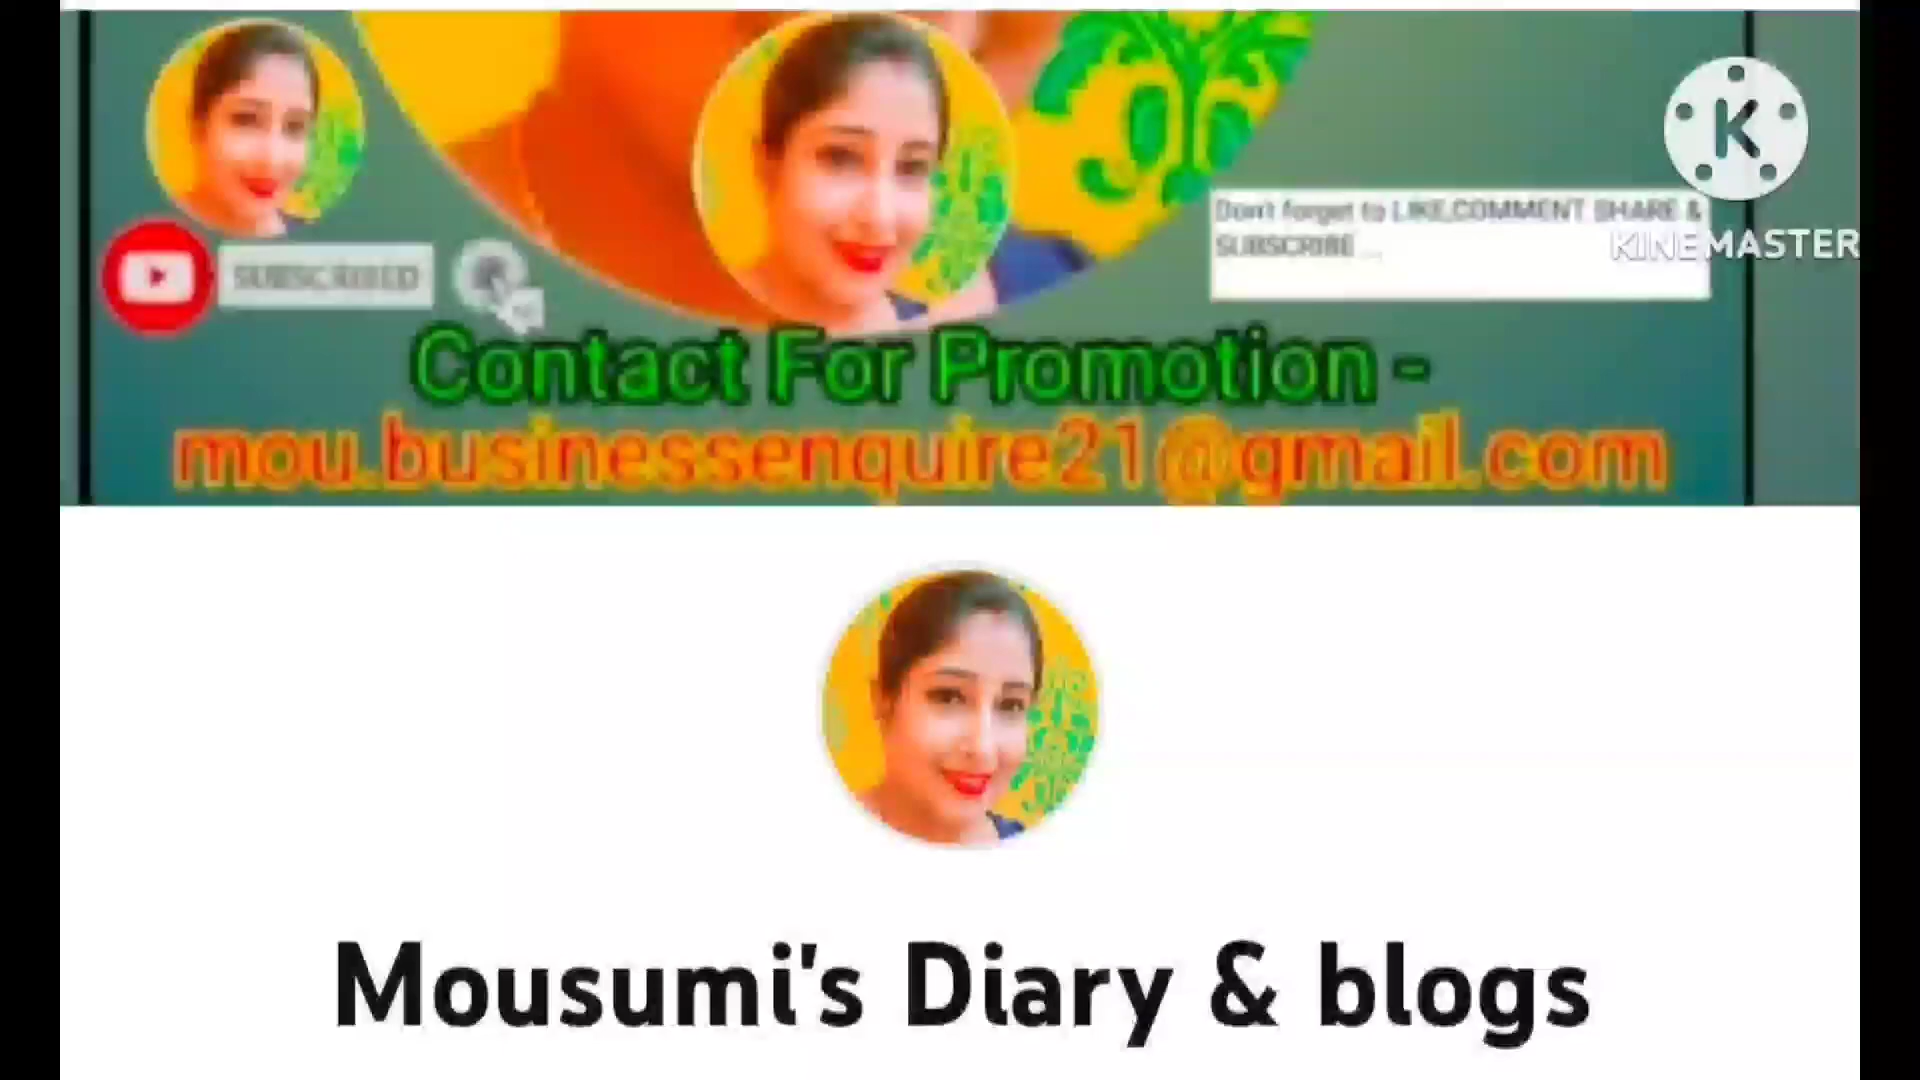 K
KINEMASTER
Don't forget to LIKE,COMMENT SHARE &
SUBSCRIBE ...
SUBSCRIBED
Contact For Promotion -
mou.businessenquire21@gmail.com
Mousumi's Diary & blogs